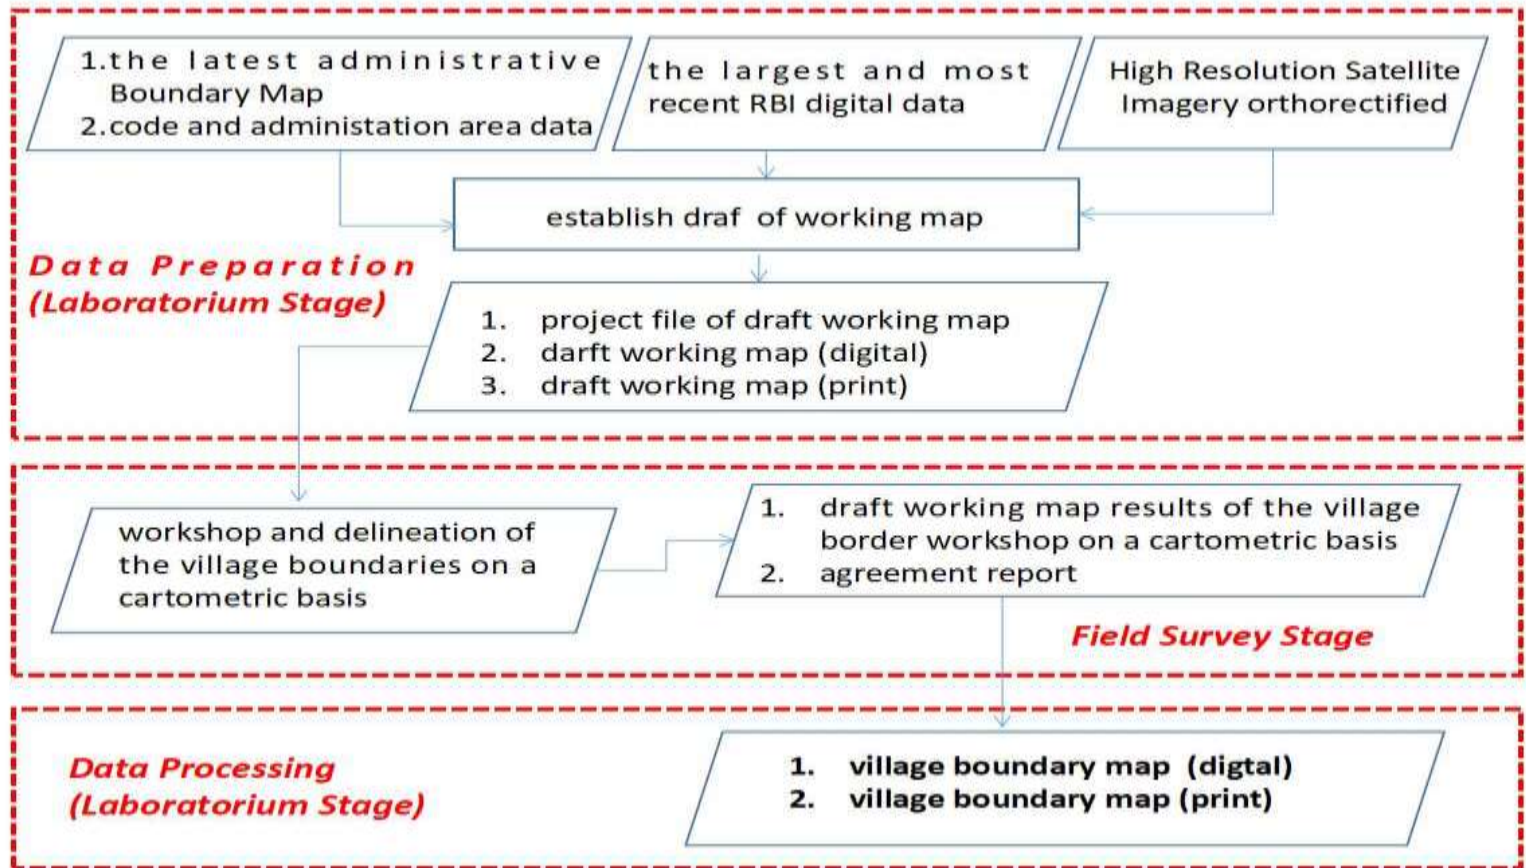 1.the latest administrative
Boundary Map
2.code and administation area data
the largest and most
recent RBI digital data
High Resolution Satellite
Imagery orthorectified
establish draf of working map
Data Preparation
(Laboratorium Stage)
1. project file of draft working map
2. darft working map (digital)
3. draft working map (print)
workshop and delineation of
the village boundaries on a
cartometric basis
1. draft working map results of the village
border workshop on a cartometric basis
2. agreement report
Field Survey Stage
Data Processing
(Laboratorium Stage)
1. village boundary map (digtal)
2. village boundary map (print)